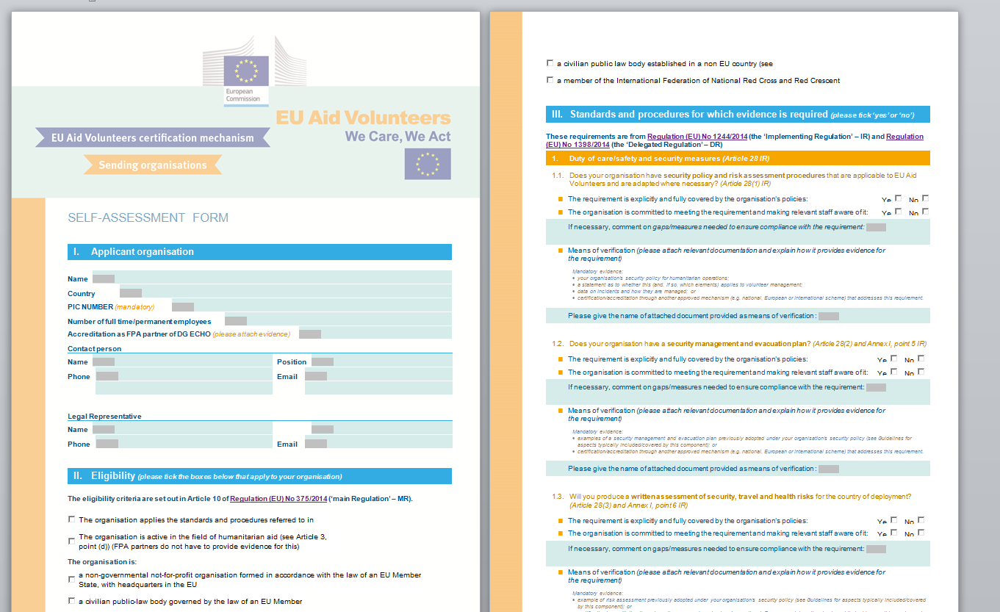 European
Commission
EU Aid Volunteers
We Care, We Act
EU Aid Volunteers certification mechanism
Sending organisations
SELF-ASSESSMENT FORM
I. Applicant organisation
Name
Country
PIC NUMBER (mandatory)
Number of full time/permanent employees
Accreditation as FPA partner of DG ECHO (please attach evidence)
Contact person
Name Position
Phone Email
Legal Representative
Name
Phone Email
II. Eligibility (please tick the boxes below that apply to your organisation)
The eligibility criteria are set out in Article 10 of Regulation (EU) No 375/2014 ('main Regulation' – MR).
The organisation applies the standards and procedures referred to in
The organisation is active in the field of humanitarian aid (see Article 3,
point (d)) (FPA partners do not have to provide evidence for this)
The organisation is:
a non-governmental not-for-profit organisation formed in accordance with the law of an EU Member
State, with headquarters in the EU
a civilian public-law body governed by the law of an EU Member
a civilian public law body established in a non EU country (see
a member of the International Federation of National Red Cross and Red Crescent
III. Standards and procedures for which evidence is required (please tick 'yes' or 'no')
These requirements are from Regulation (EU) No 1244/2014 (the 'Implementing Regulation' – IR) and Regulation
(EU) No 1398/2014 (the 'Delegated Regulation' – DR)
1. Duty of care/safety and security measures (Article 28 IR)
1.1. Does your organisation have security policy and risk assessment procedures that are applicable to EU Aid
Volunteers and are adapted where necessary? (Article 28(1) IR)
■ The requirement is explicitly and fully covered by the organisation's policies: Ye No
■ The organisation is committed to meeting the requirement and making relevant staff aware of it: Ye No
If necessary, comment on gaps/measures needed to ensure compliance with the requirement:
■ Means of verification (please attach relevant documentation and explain how it provides evidence for
the requirement)
Mandatory evidence:
• your organisation's security policy for humanitarian operations;
• a statement as to whether this (and, if so, which elements) applies to volunteer management;
• data on incidents and how they are managed; or
• certification/accreditation through another approved mechanism (e.g. national, European or international scheme) that addresses this requirement.
Please give the name of attached document provided as means of verification:
1.2. Does your organisation have a security management and evacuation plan? (Article 28(2) and Annex I, point 5 IR)
■ The requirement is explicitly and fully covered by the organisation's policies: Ye No
■ The organisation is committed to meeting the requirement and making relevant staff aware of it: Ye No
If necessary, comment on gaps/measures needed to ensure compliance with the requirement:
■ Means of verification (please attach relevant documentation and explain how it provides evidence for
the requirement)
Mandatory evidence:
• examples of a security management and evacuation plan previously adopted under your organisation's security policy (see Guidelines for
aspects typically included/covered by this component); or
• certification/accreditation through another approved mechanism (e.g. national, European or international scheme) that addresses this requirement.
Please give the name of attached document provided as means of verification:
1.3. Will you produce a written assessment of security, travel and health risks for the country of deployment?
(Article 28(3) and Annex I, point 6 IR)
■ The requirement is explicitly and fully covered by the organisation's policies: Ye No
■ The organisation is committed to meeting the requirement and making relevant staff aware of it: Ye No
If necessary, comment on gaps/measures needed to ensure compliance with the requirement:
■ Means of verification (please attach relevant documentation and explain how it provides evidence for
the requirement)
Mandatory evidence:
• example of risk assessment previously adopted under your organisation's security policy (see Guidelines for aspects typically included/covered
by this component); or